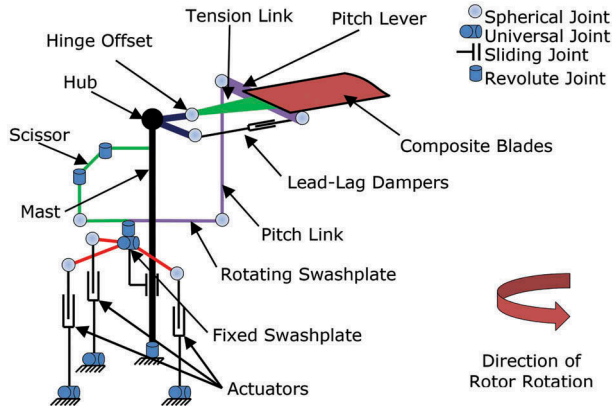 Tension Link
Pitch Lever
Hinge Offset
Hub
Scissor
Mast
Spherical Joint
Universal Joint
Sliding Joint
Revolute Joint
Composite Blades
Lead-Lag Dampers
Pitch Link
Rotating Swashplate
Fixed Swashplate
Actuators
Direction of
Rotor Rotation